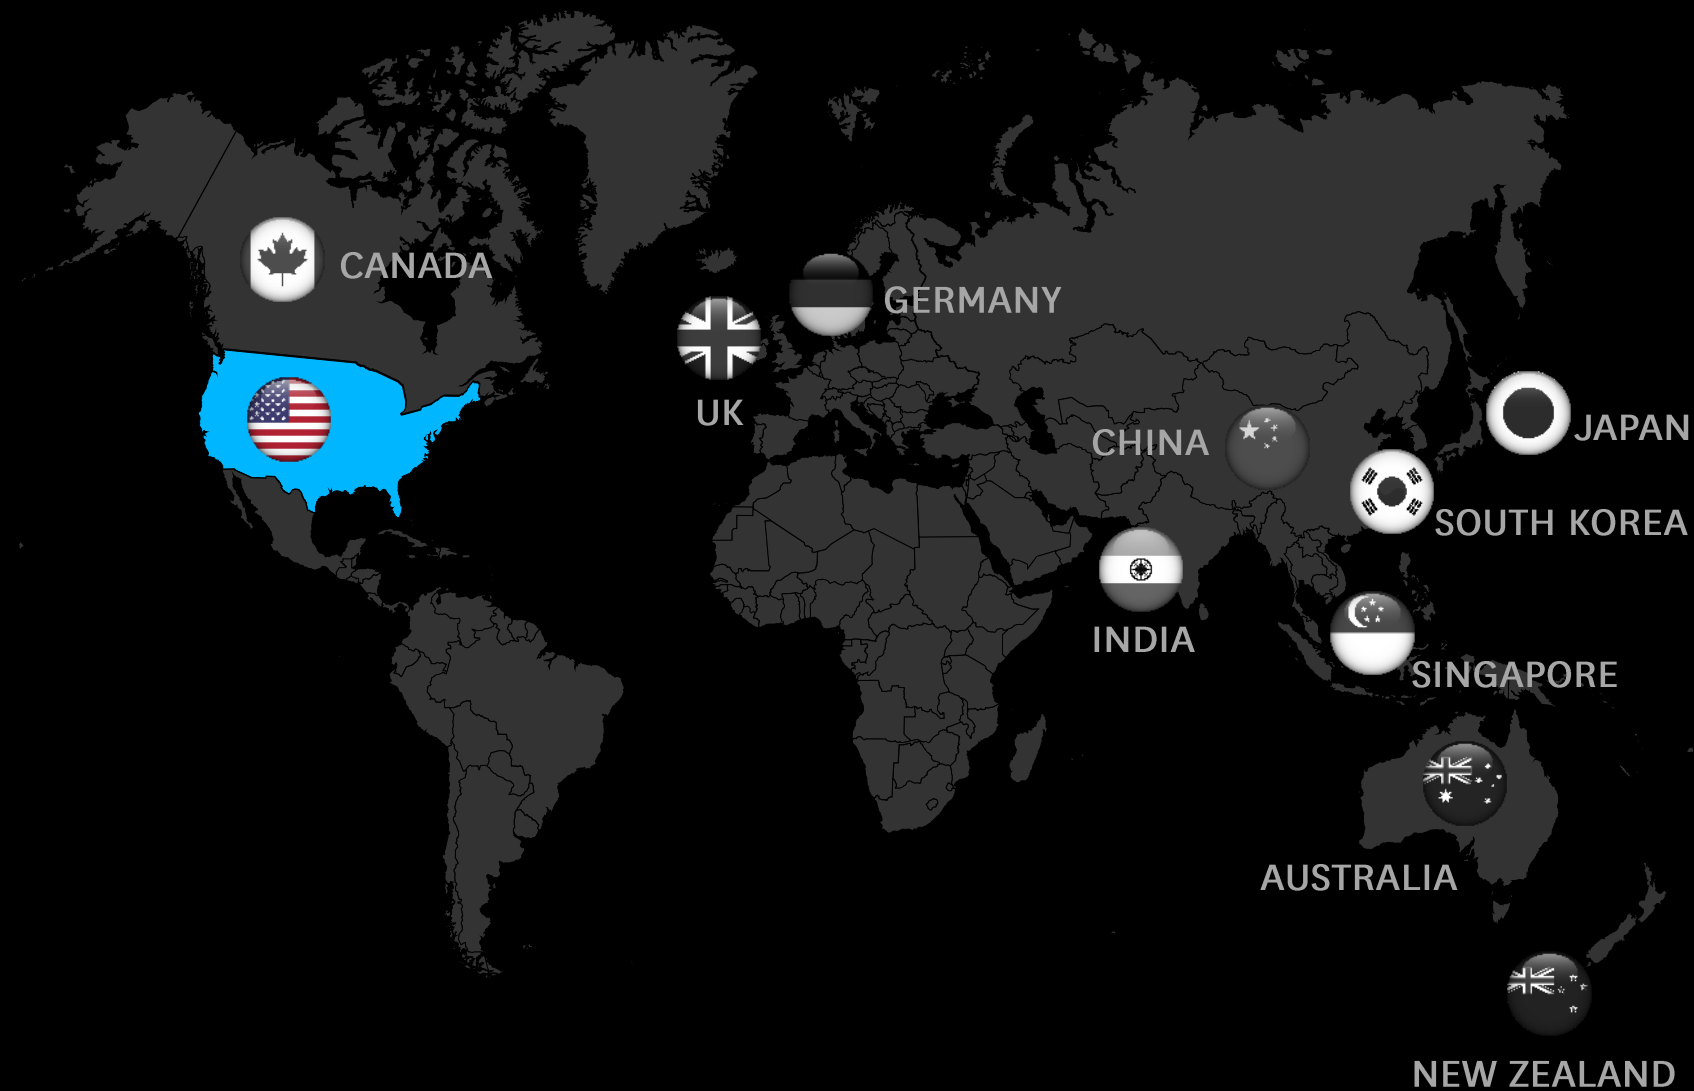 CANADA
GERMANY
UK
JAPAN
CHINA
SOUTH KOREA
INDIA
SINGAPORE
AUSTRALIA
NEW ZEALAND